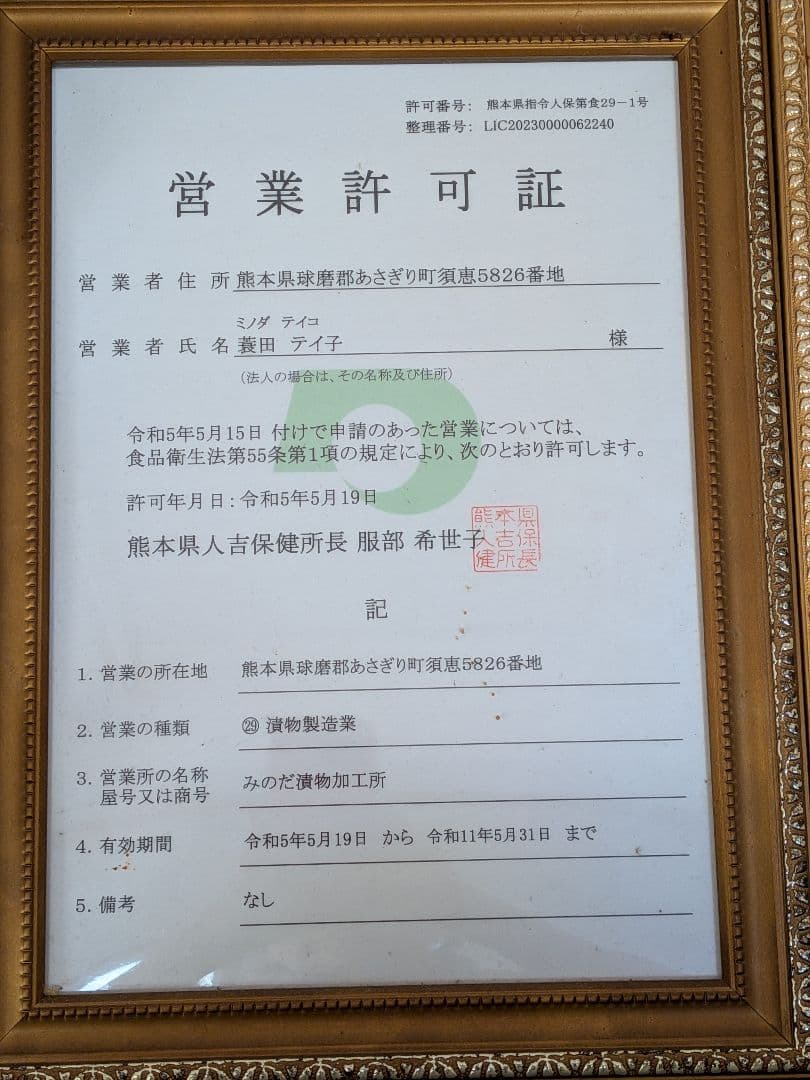 許可番号： 熊本県指令人保第食29－1号
整理番号： LIC20230000062240
営業許可証
営業者住所 熊本県球磨郡あさぎり町須恵5826番地
ミノダ テイコ
営業者氏名 蓑田 テイ子 様
（法人の場合は、その名称及び住所）
令和5年5月15日 付けで申請のあった営業については、
食品衛生法第55条第1項の規定により、次のとおり許可します。
許可年月日：令和5年5月19日
熊本県人吉保健所長 服部 希世子
熊本県
人吉保
健所長
記
1. 営業の所在地 熊本県球磨郡あさぎり町須恵5826番地
2. 営業の種類 ㉙ 漬物製造業
3. 営業所の名称 みのだ漬物加工所
屋号又は商号
4. 有効期間 令和5年5月19日 から 令和11年5月31日 まで
5. 備考 なし